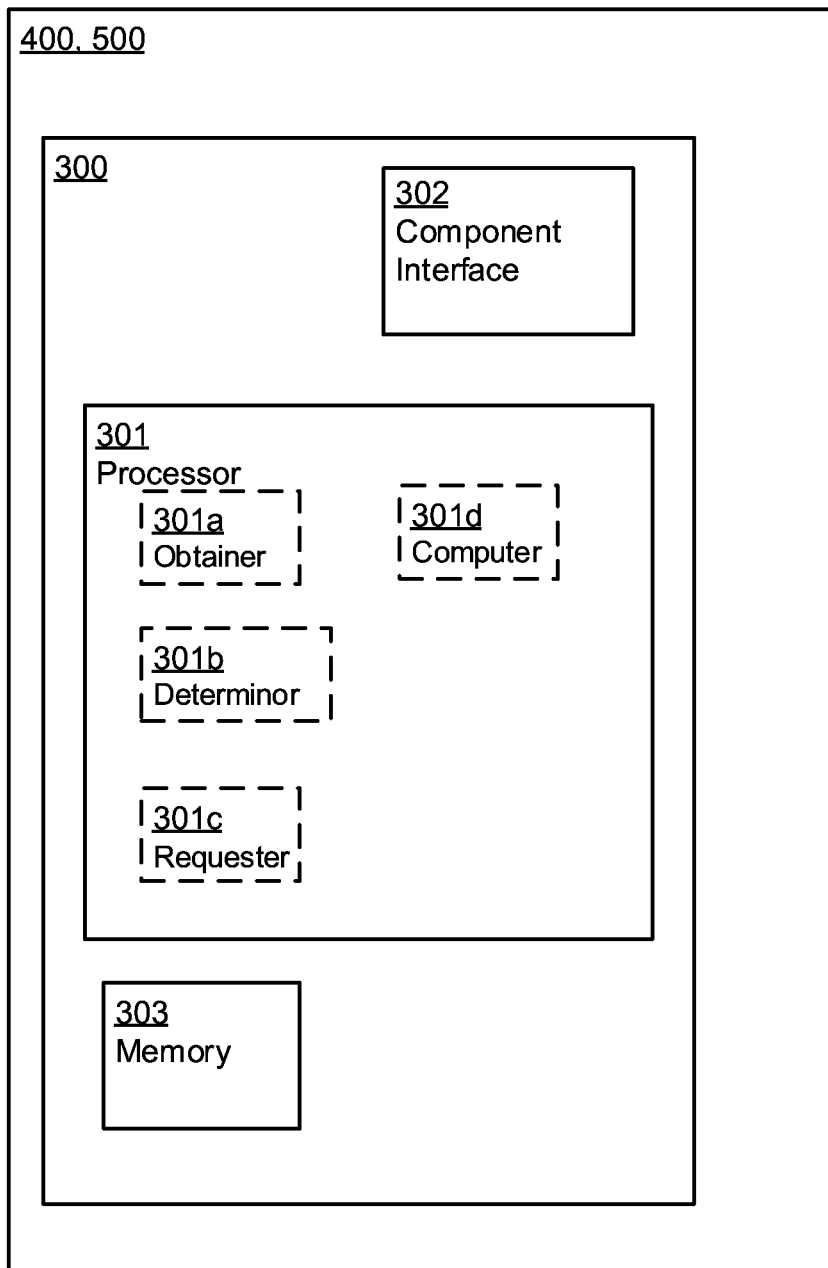 400, 500
300
302
Component
Interface
301
Processor
301a
Obtainer
301d
Computer
301b
Determinor
301c
Requester
303
Memory